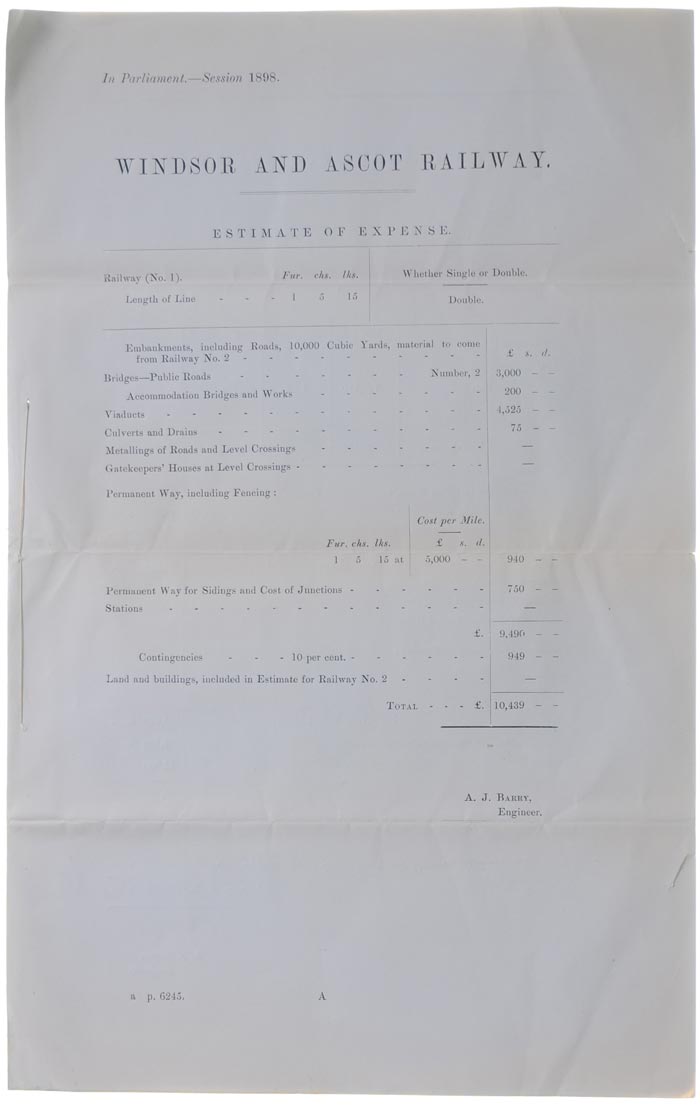 In Parliament.—Session 1898.
WINDSOR AND ASCOT RAILWAY.
ESTIMATE OF EXPENSE.
Railway (No. 1). Fur. chs. lks. Whether Single or Double.
Length of Line - - - 1 5 15 Double.
Embankments, including Roads, 10,000 Cubic Yards, material to come
from Railway No. 2 - - - - - - - - - - - £ s. d.
Bridges—Public Roads - - - - - - - Number, 2 3,000 - -
Accommodation Bridges and Works - - - - - - - 200 - -
Viaducts - - - - - - - - - - - - - 4,525 - -
Culverts and Drains - - - - - - - - - - - 75 - -
Metallings of Roads and Level Crossings - - - - - - - —
Gatekeepers' Houses at Level Crossings - - - - - - - - —
Permanent Way, including Fencing :
Cost per Mile.
Fur. chs. lks. £ s. d.
1 5 15 at 5,000 - - 940 - -
Permanent Way for Sidings and Cost of Junctions - - - - - - 750 - -
Stations - - - - - - - - - - - - - —
£. 9,490 - -
Contingencies - - - 10 per cent. - - - - - - 949 - -
Land and buildings, included in Estimate for Railway No. 2 - - - - —
TOTAL - - - £. 10,439 - -
A. J. BARRY,
Engineer.
a p. 6245. A